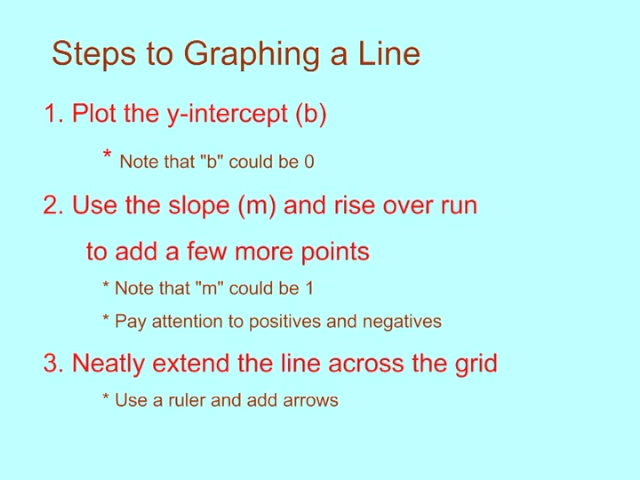 Steps to Graphing a Line
1. Plot the y-intercept (b)
* Note that "b" could be 0
2. Use the slope (m) and rise over run
to add a few more points
* Note that "m" could be 1
* Pay attention to positives and negatives
3. Neatly extend the line across the grid
* Use a ruler and add arrows